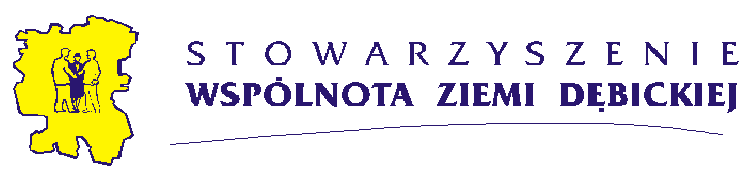 STOWARZYSZENIE
WSPÓLNOTA ZIEMI DĘBICKIEJ